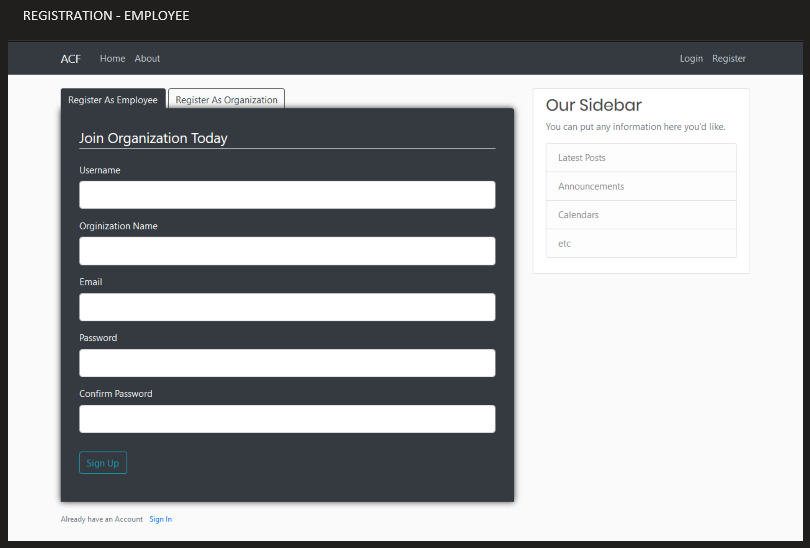 REGISTRATION - EMPLOYEE
ACF Home About Login Register
Register As Employee Register As Organization
Join Organization Today
Username
Orginization Name
Email
Password
Confirm Password
Sign Up
Already have an Account Sign In
Our Sidebar
You can put any information here you'd like.
Latest Posts
Announcements
Calendars
etc